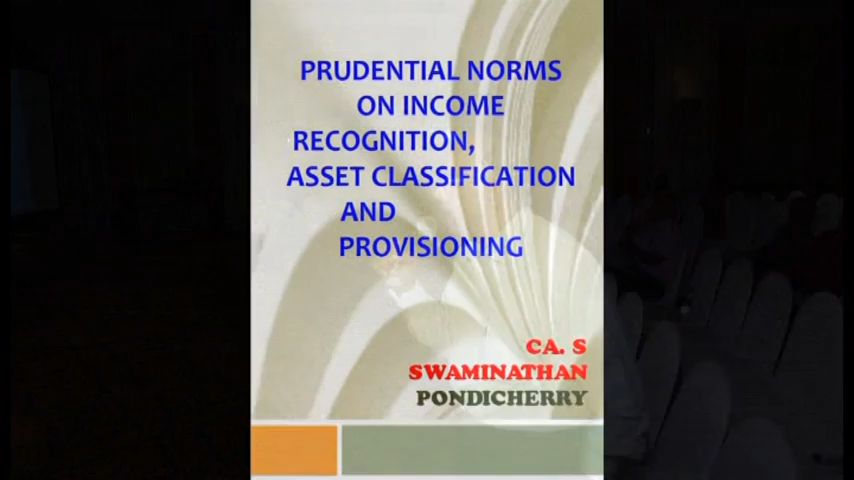 PRUDENTIAL NORMS
ON INCOME
RECOGNITION,
ASSET CLASSIFICATION
AND
PROVISIONING
CA. S
SWAMINATHAN
PONDICHERRY